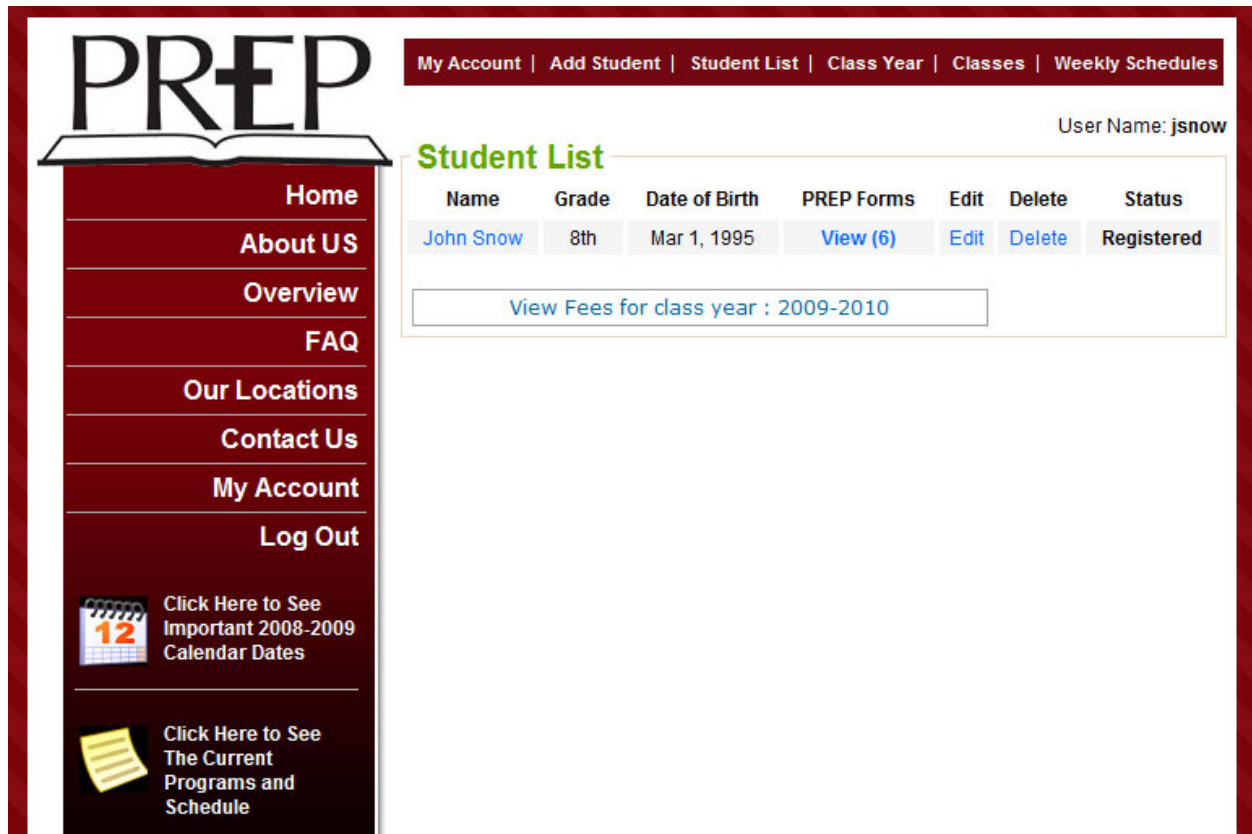 PREP
My Account | Add Student | Student List | Class Year | Classes | Weekly Schedules
User Name: jsnow
Student List
Name Grade Date of Birth PREP Forms Edit Delete Status
John Snow 8th Mar 1, 1995 View (6) Edit Delete Registered
View Fees for class year : 2009-2010
Home
About US
Overview
FAQ
Our Locations
Contact Us
My Account
Log Out
12
Click Here to See
Important 2008-2009
Calendar Dates
Click Here to See
The Current
Programs and
Schedule